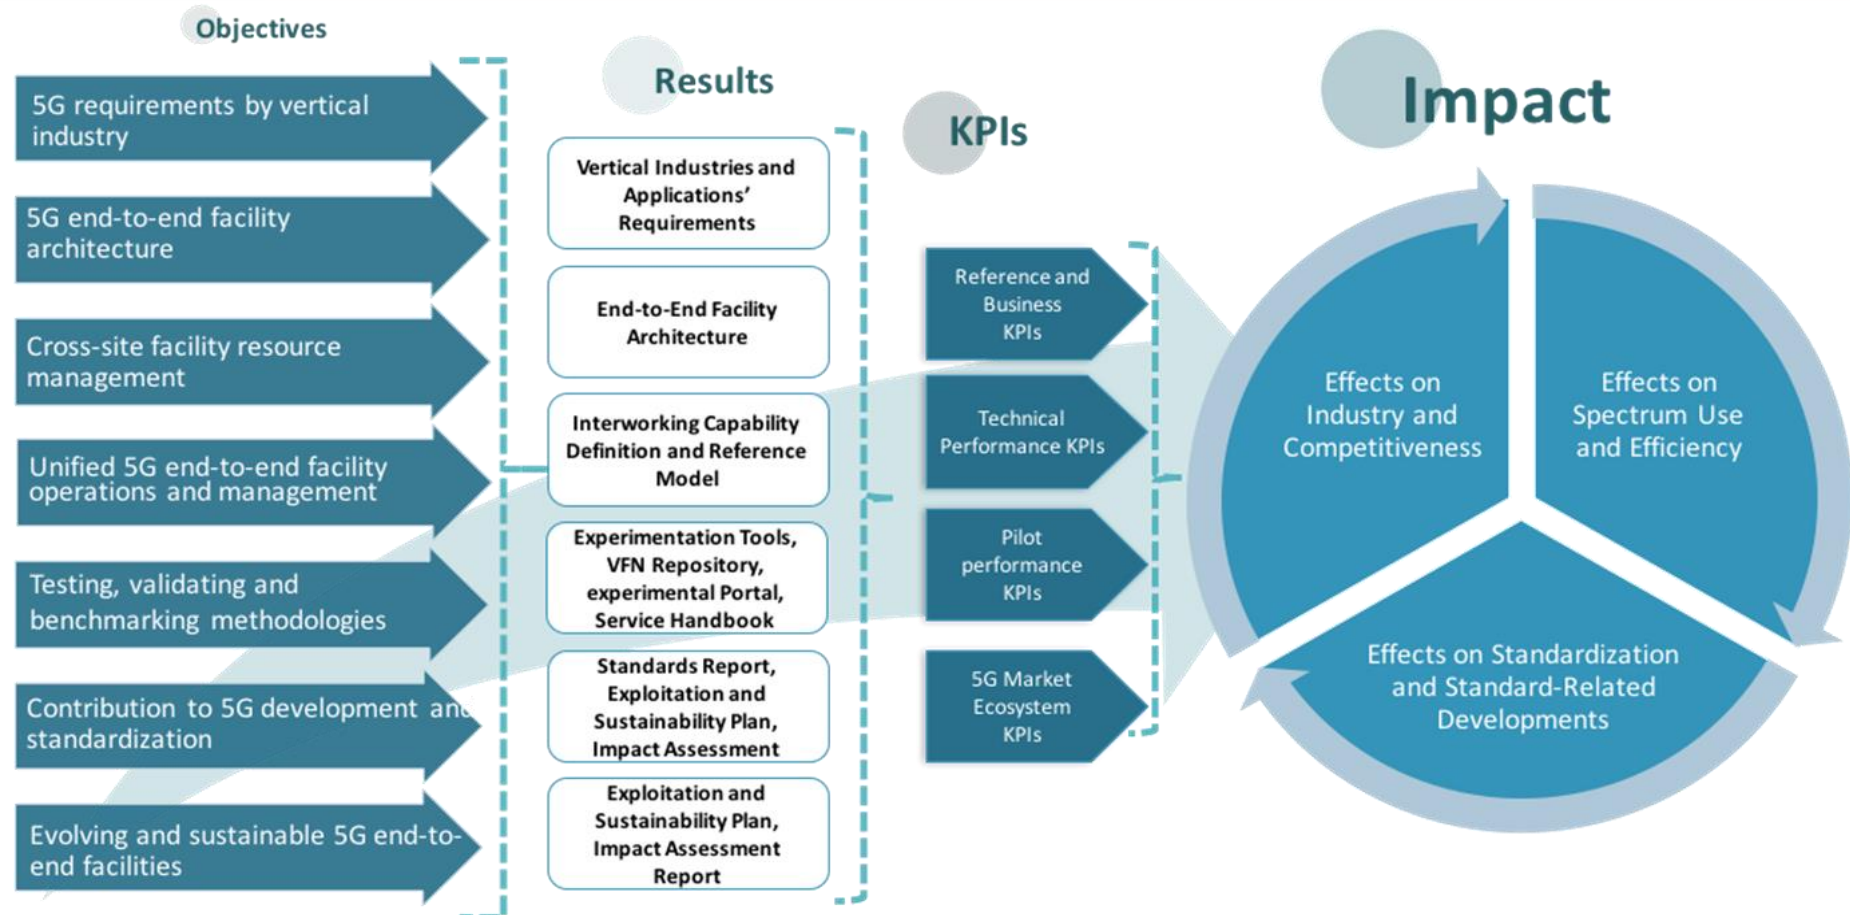 Objectives
5G requirements by vertical
industry
5G end-to-end facility
architecture
Cross-site facility resource
management
Unified 5G end-to-end facility
operations and management
Testing, validating and
benchmarking methodologies
Contribution to 5G development and
standardization
Evolving and sustainable 5G end-to-
end facilities
Results
Vertical Industries and
Applications’
Requirements
End-to-End Facility
Architecture
Interworking Capability
Definition and Reference
Model
Experimentation Tools,
VFN Repository,
experimental Portal,
Service Handbook
Standards Report,
Exploitation and
Sustainability Plan,
Impact Assessment
Exploitation and
Sustainability Plan,
Impact Assessment
Report
KPIs
Reference and
Business
KPIs
Technical
Performance KPIs
Pilot
performance
KPIs
5G Market
Ecosystem
KPIs
Impact
Effects on
Industry and
Competitiveness
Effects on
Spectrum Use
and Efficiency
Effects on Standardization
and Standard-Related
Developments